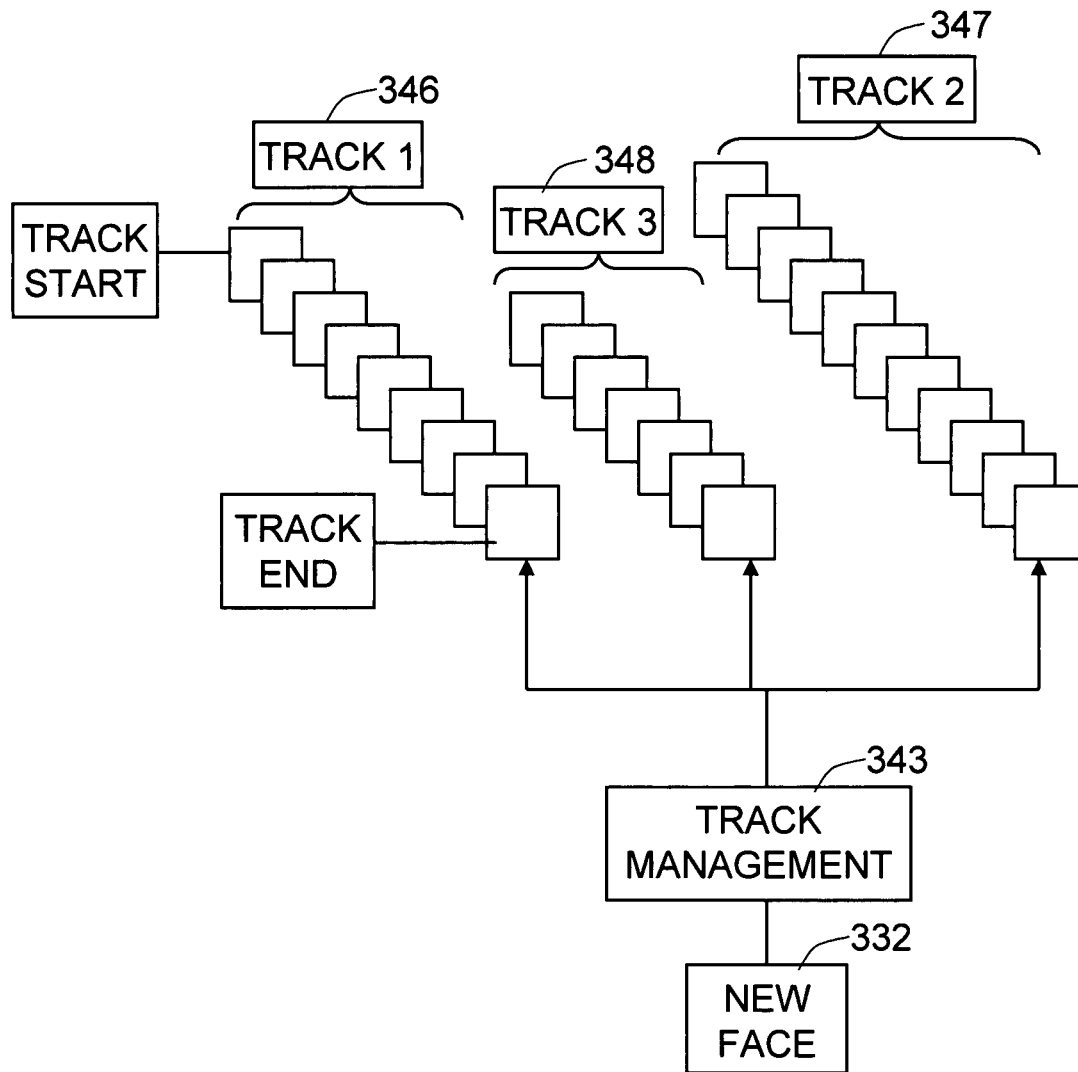 347
TRACK 2
346
TRACK 1
348
TRACK 3
TRACK
START
TRACK
END
343
TRACK
MANAGEMENT
332
NEW
FACE